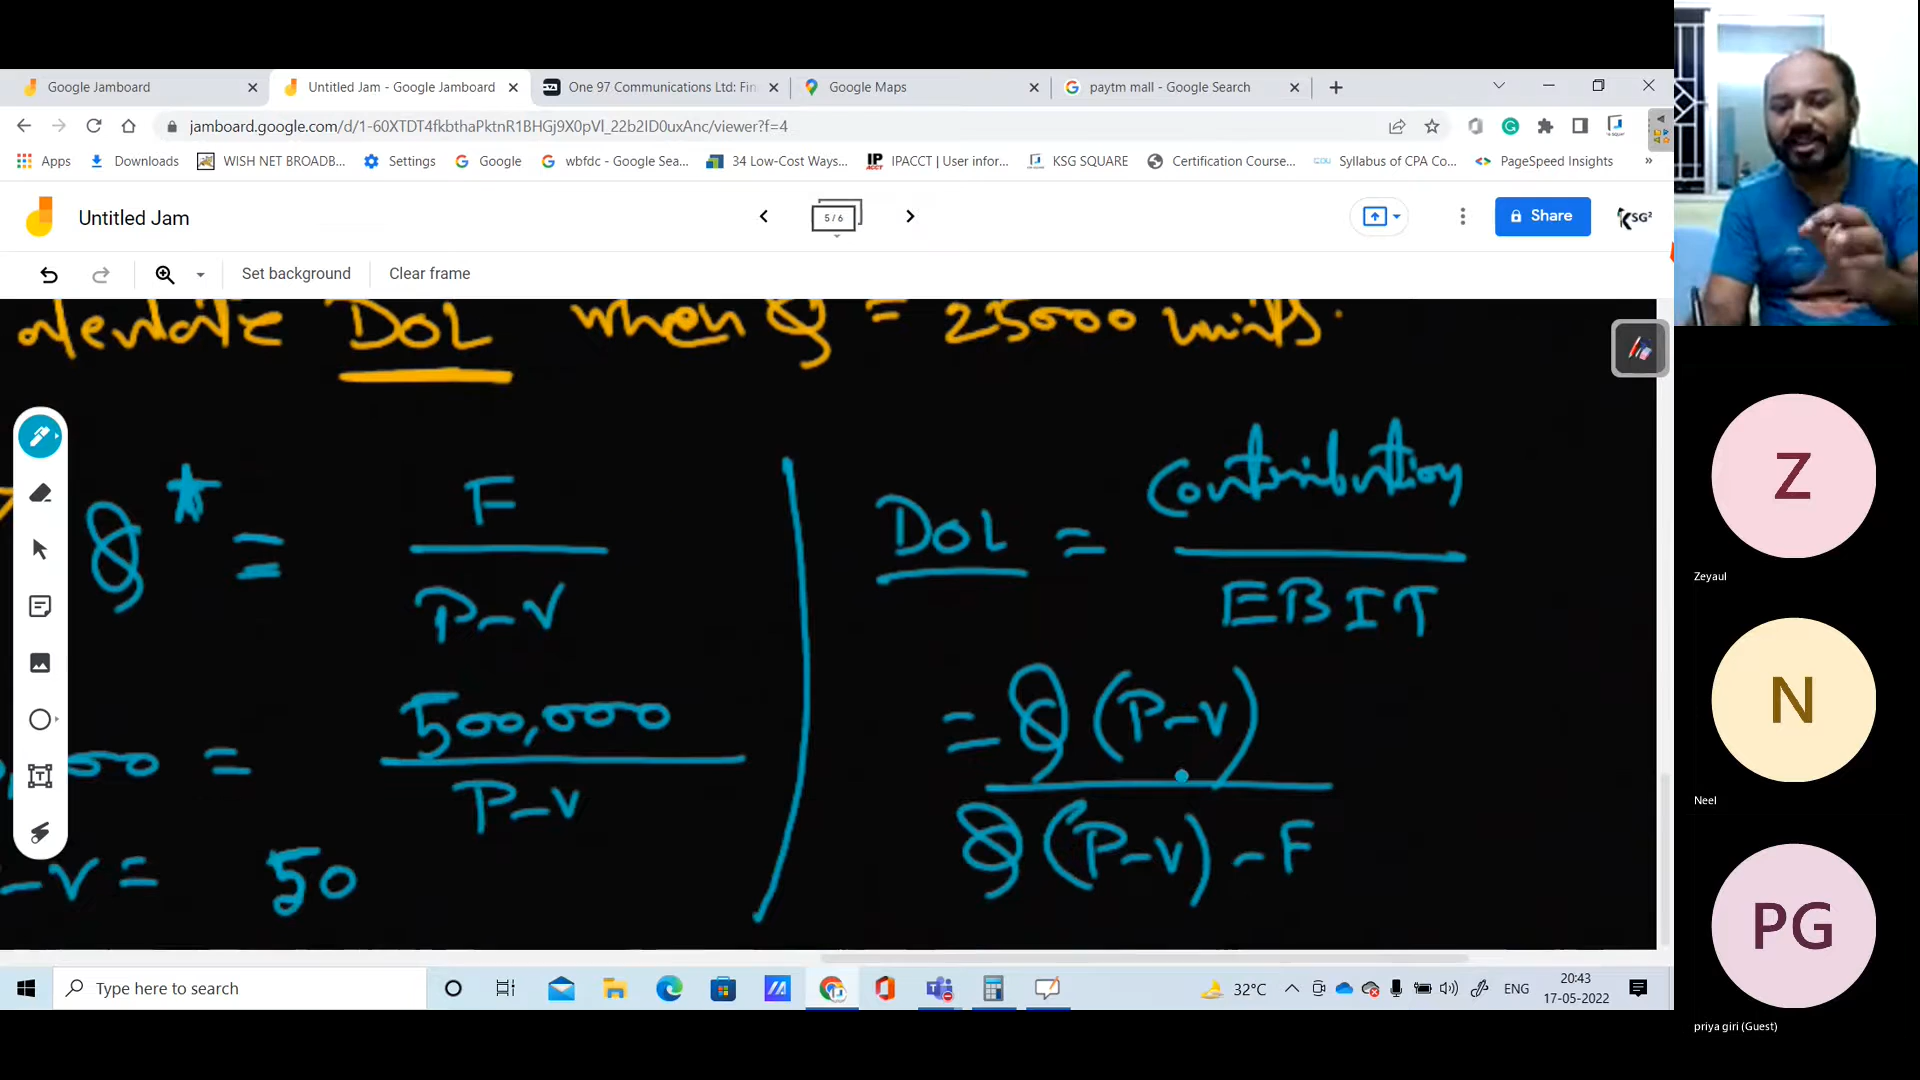 Google Jamboard
Untitled Jam - Google Jamboard
One 97 Communications Ltd: Fin
Google Maps
paytm mall - Google Search
jamboard.google.com/d/1-60XTDT4fkbthaPktnR1BHGj9X0pVl_22b2ID0uxAnc/viewer?f=4
Apps
Downloads
WISH NET BROADB...
Settings
Google
wbfdc - Google Sea...
34 Low-Cost Ways...
IPACCT | User infor...
KSG SQUARE
Certification Course...
Syllabus of CPA Co...
PageSpeed Insights
Untitled Jam
5 / 6
Share
KSG²
Set background
Clear frame
DOL when Q = 25000 units.
Q* = F
P-V
500,000
000 =
P-V
-V = 50
DOL = Contribution
EBIT
= Q (P-V)
Q (P-V) - F
Type here to search
32°C
ENG
20:43
17-05-2022
Z
Zeyaul
N
Neel
PG
priya giri (Guest)